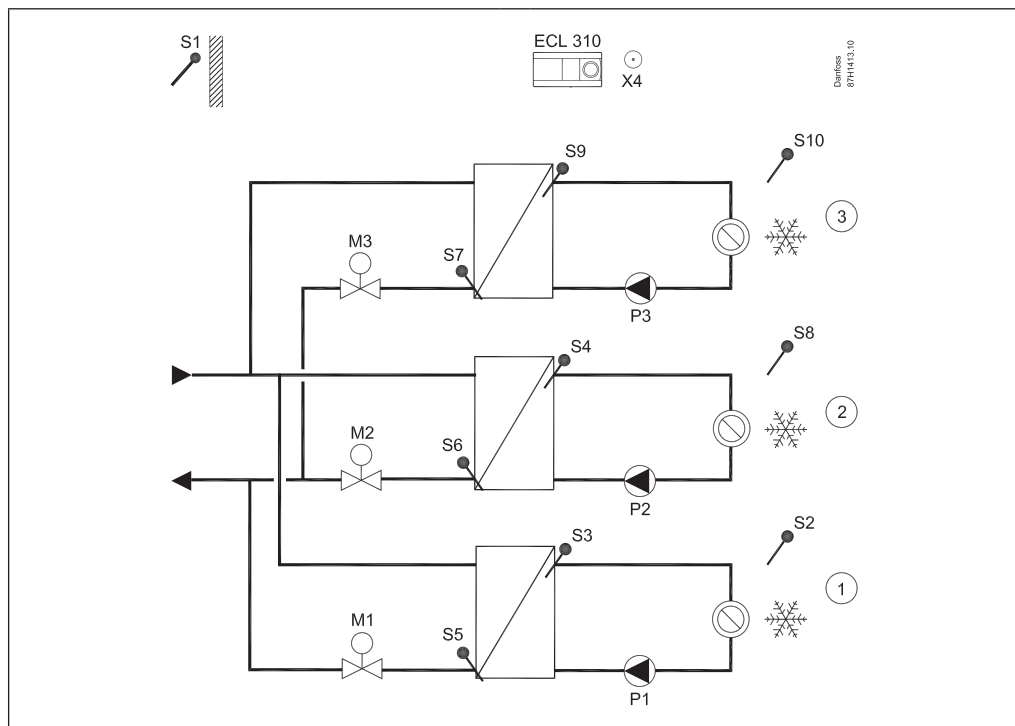 S1
ECL 310
X4
Danfoss
87H1413.10
S9
S10
3
M3
S7
P3
S4
S8
2
M2
S6
P2
S3
S2
1
M1
S5
P1